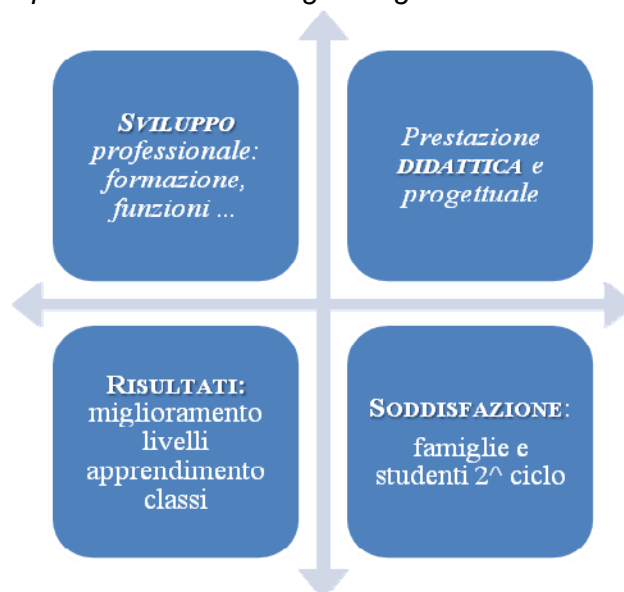 SVILUPPO
professionale:
formazione,
funzioni ...
Prestazione
DIDATTICA e
progettuale
RISULTATI:
miglioramento
livelli
apprendimento
classi
SODDISFAZIONE:
famiglie e
studenti 2^ ciclo